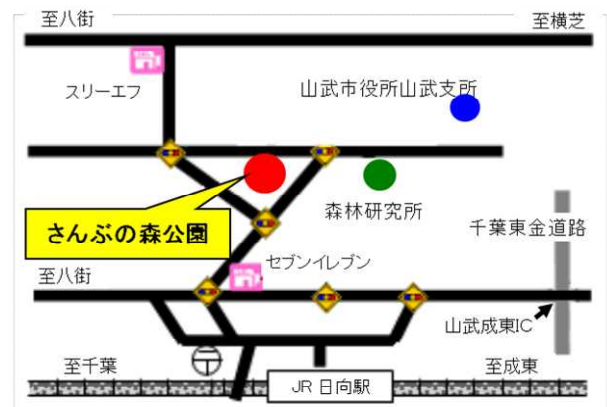 至八街
至横芝
スリーエフ
山武市役所山武支所
さんぶの森公園
森林研究所
千葉東金道路
セブンイレブン
至八街
山武成東IC
至千葉
至成東
JR 日向駅